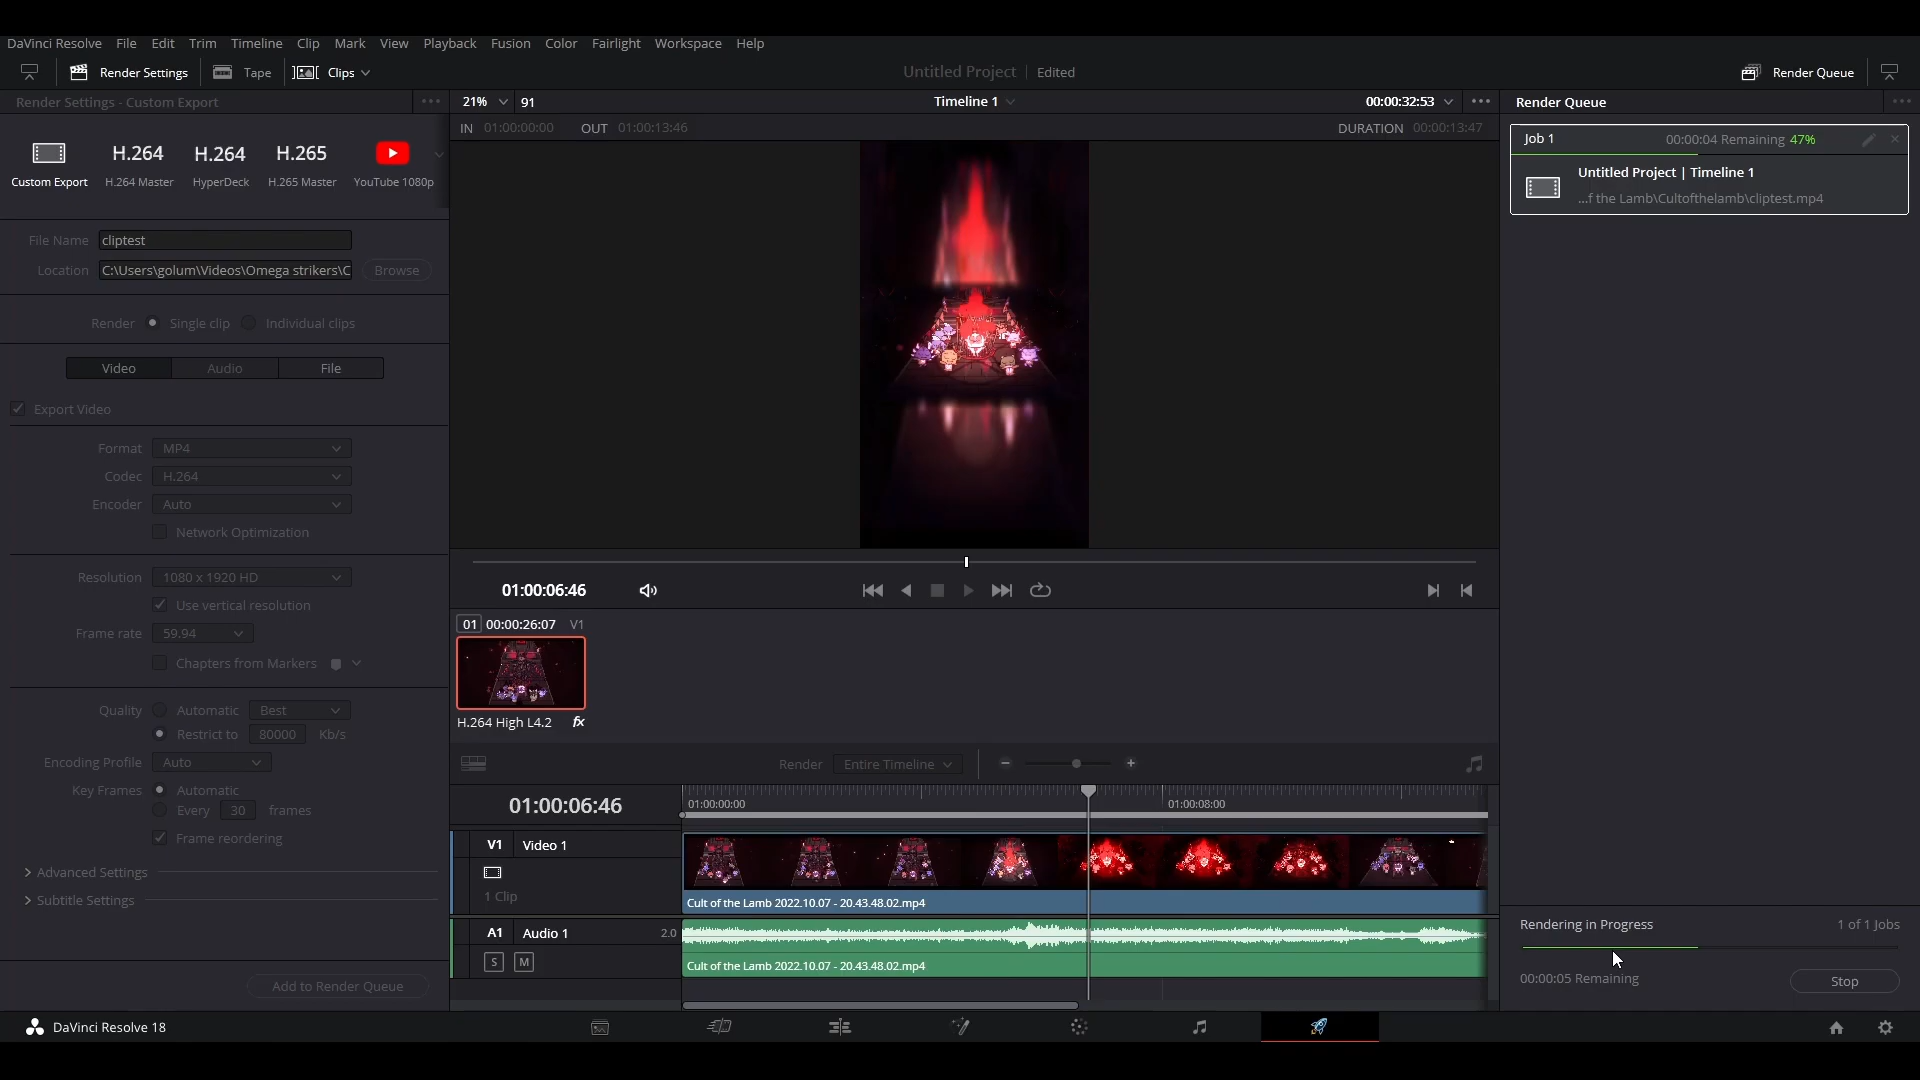 DaVinci Resolve File Edit Trim Timeline Clip Mark View Playback Fusion Color Fairlight Workspace Help
Render Settings Tape Clips Untitled Project Edited Render Queue
Render Settings - Custom Export
21% 91 Timeline 1 00:00:32:53
IN 01:00:00:00 OUT 01:00:13:46 DURATION 00:00:13:47
H.264 H.264 H.265
Custom Export H.264 Master HyperDeck H.265 Master YouTube 1080p
File Name cliptest
Location C:\Users\golum\Videos\Omega strikers\C Browse
Render Single clip Individual clips
Video Audio File
Export Video
Format MP4
Codec H.264
Encoder Auto
Network Optimization
Resolution 1080 x 1920 HD
Use vertical resolution
Frame rate 59.94
Chapters from Markers
Quality Automatic Best
Restrict to 80000 Kb/s
Encoding Profile Auto
Key Frames Automatic
Every 30 frames
Frame reordering
Advanced Settings
Subtitle Settings
Add to Render Queue
01:00:06:46
01 00:00:26:07 V1
H.264 High L4.2 fx
Render Entire Timeline
01:00:06:46
01:00:00:00 01:00:08:00
V1 Video 1
1 Clip
Cult of the Lamb 2022.10.07 - 20.43.48.02.mp4
A1 Audio 1 2.0
S M
Cult of the Lamb 2022.10.07 - 20.43.48.02.mp4
Render Queue
Job 1 00:00:04 Remaining 47%
Untitled Project | Timeline 1
...f the Lamb\Cultofthelamb\cliptest.mp4
Rendering in Progress 1 of 1 Jobs
00:00:05 Remaining Stop
DaVinci Resolve 18